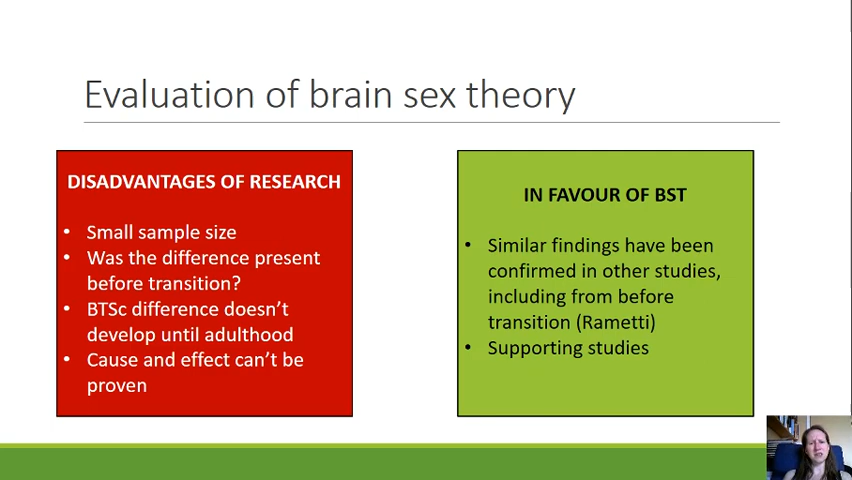 Evaluation of brain sex theory
DISADVANTAGES OF RESEARCH
• Small sample size
• Was the difference present
before transition?
• BTSc difference doesn't
develop until adulthood
• Cause and effect can't be
proven
IN FAVOUR OF BST
• Similar findings have been
confirmed in other studies,
including from before
transition (Rametti)
• Supporting studies